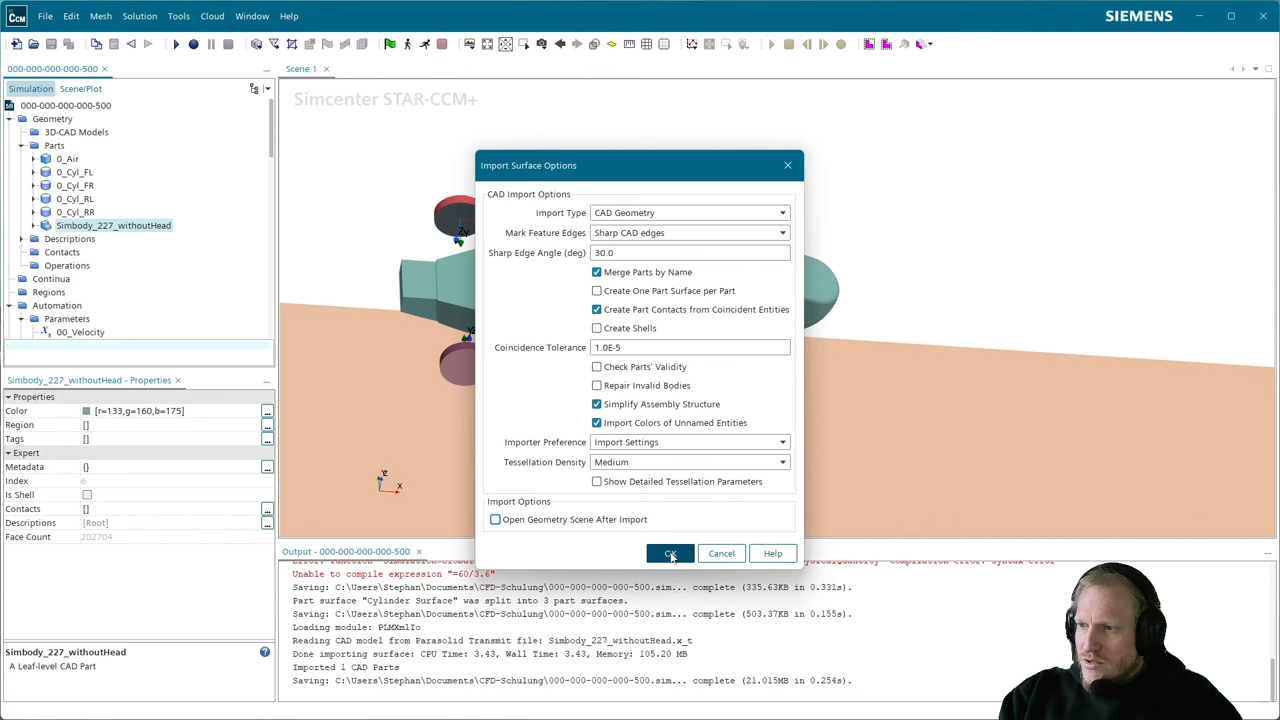 CCM
File Edit Mesh Solution Tools Cloud Window Help
SIEMENS
000-000-000-000-500
Scene 1
Simulation Scene/Plot
Simcenter STAR-CCM+
000-000-000-000-500
Geometry
3D-CAD Models
Parts
0_Air
0_Cyl_FL
0_Cyl_FR
0_Cyl_RL
0_Cyl_RR
Simbody_227_withoutHead
Descriptions
Contacts
Operations
Continua
Regions
Automation
Parameters
00_Velocity
Simbody_227_withoutHead - Properties
Properties
Color [r=133,g=160,b=175]
Region []
Tags []
Expert
Metadata {}
Index 6
Is Shell
Contacts []
Descriptions [Root]
Face Count 282704
Simbody_227_withoutHead
A Leaf-level CAD Part
Import Surface Options
CAD Import Options
Import Type CAD Geometry
Mark Feature Edges Sharp CAD edges
Sharp Edge Angle (deg) 30.0
Merge Parts by Name
Create One Part Surface per Part
Create Part Contacts from Coincident Entities
Create Shells
Coincidence Tolerance 1.0E-5
Check Parts' Validity
Repair Invalid Bodies
Simplify Assembly Structure
Import Colors of Unnamed Entities
Importer Preference Import Settings
Tessellation Density Medium
Show Detailed Tessellation Parameters
Import Options
Open Geometry Scene After Import
OK Cancel Help
Y Z X
Output - 000-000-000-000-500
Unable to compile expression "=60/3.6"
Saving: C:\Users\Stephan\Documents\CFD-Schulung\000-000-000-000-500.sim... complete (335.63KB in 0.331s).
Part surface "Cylinder Surface" was split into 3 part surfaces.
Saving: C:\Users\Stephan\Documents\CFD-Schulung\000-000-000-000-500.sim... complete (503.37KB in 0.155s).
Loading module: PLMXmlIo
Reading CAD model from Parasolid Transmit file: Simbody_227_withoutHead.x_t
Done importing surface: CPU Time: 3.43, Wall Time: 3.43, Memory: 105.20 MB
Imported 1 CAD Parts
Saving: C:\Users\Stephan\Documents\CFD-Schulung\000-000-000-000-500.sim... complete (21.015MB in 0.254s).